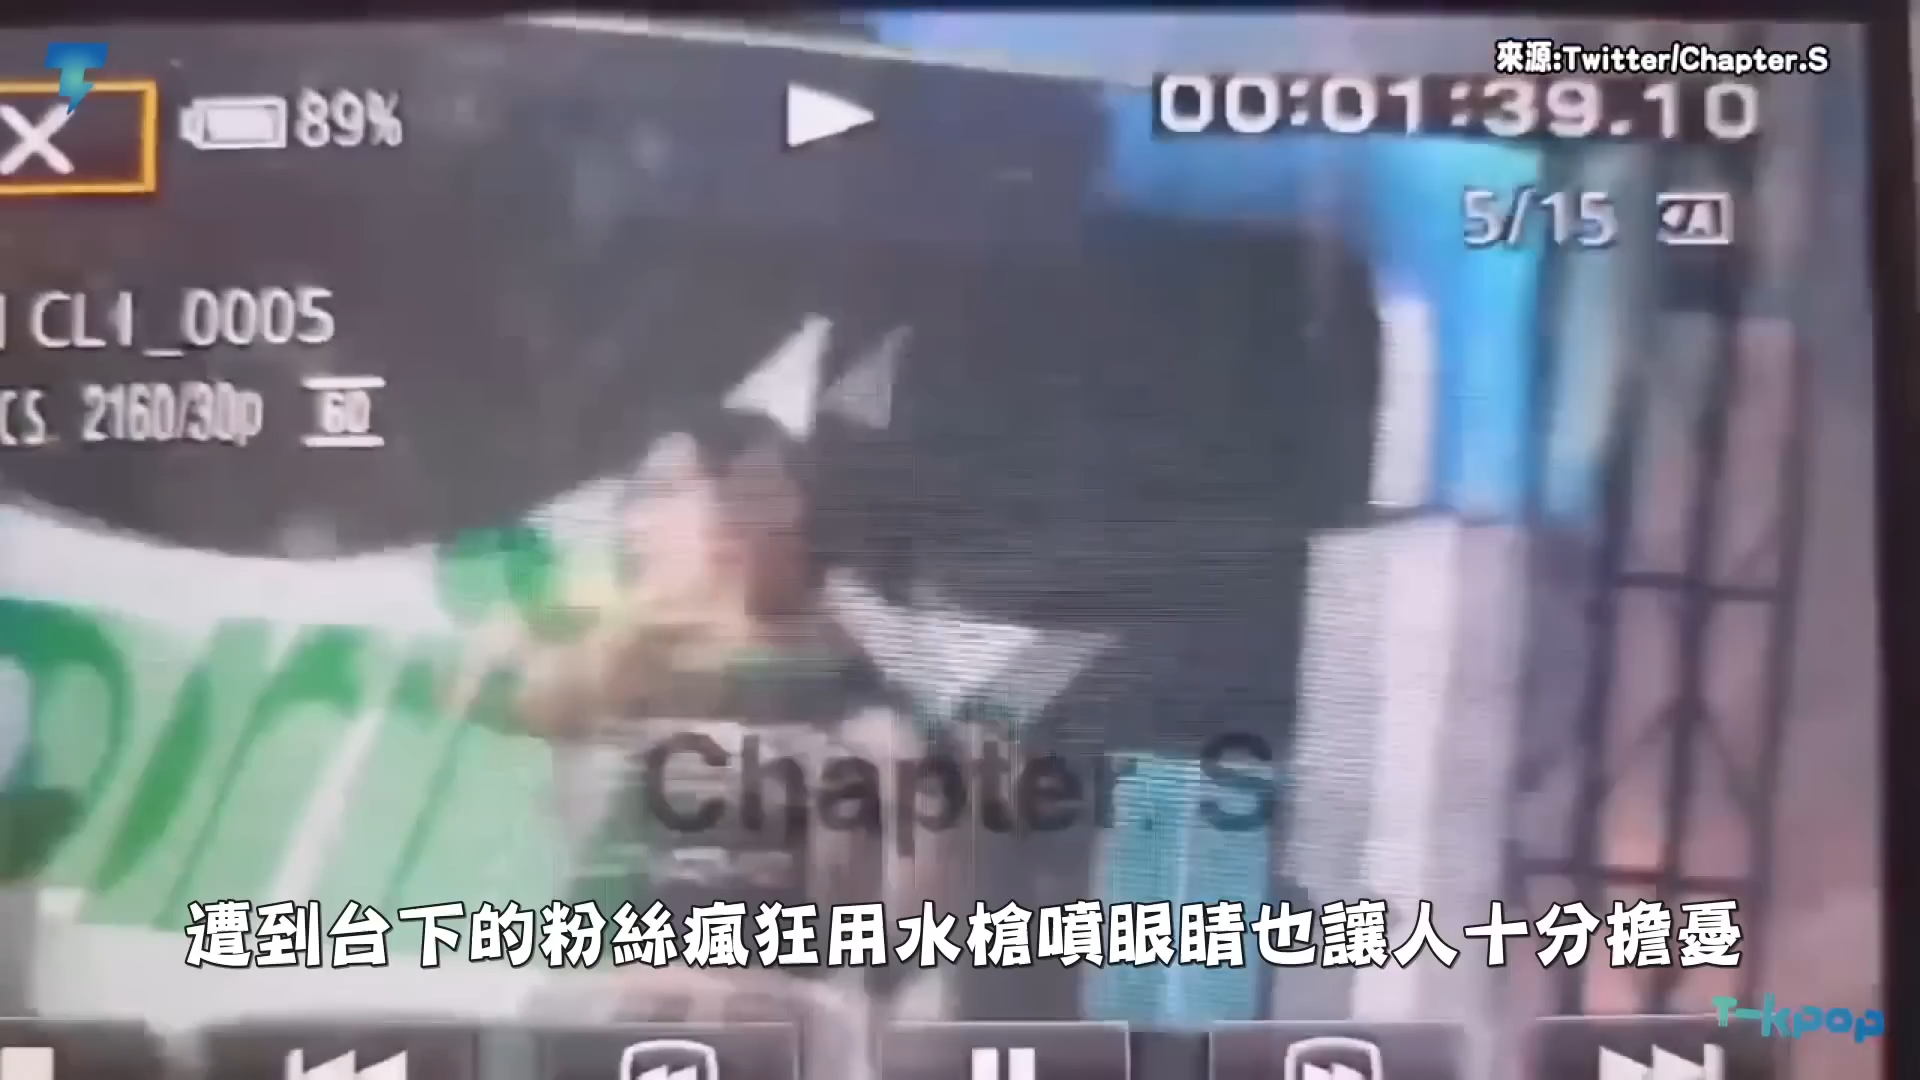 來源:Twitter/Chapter.S
89%
00:01:39.10
5/15
CL1_0005
2160/30p
60
Chapter.S
遭到台下的粉絲瘋狂用水槍噴眼睛也讓人十分擔憂
T-kpop